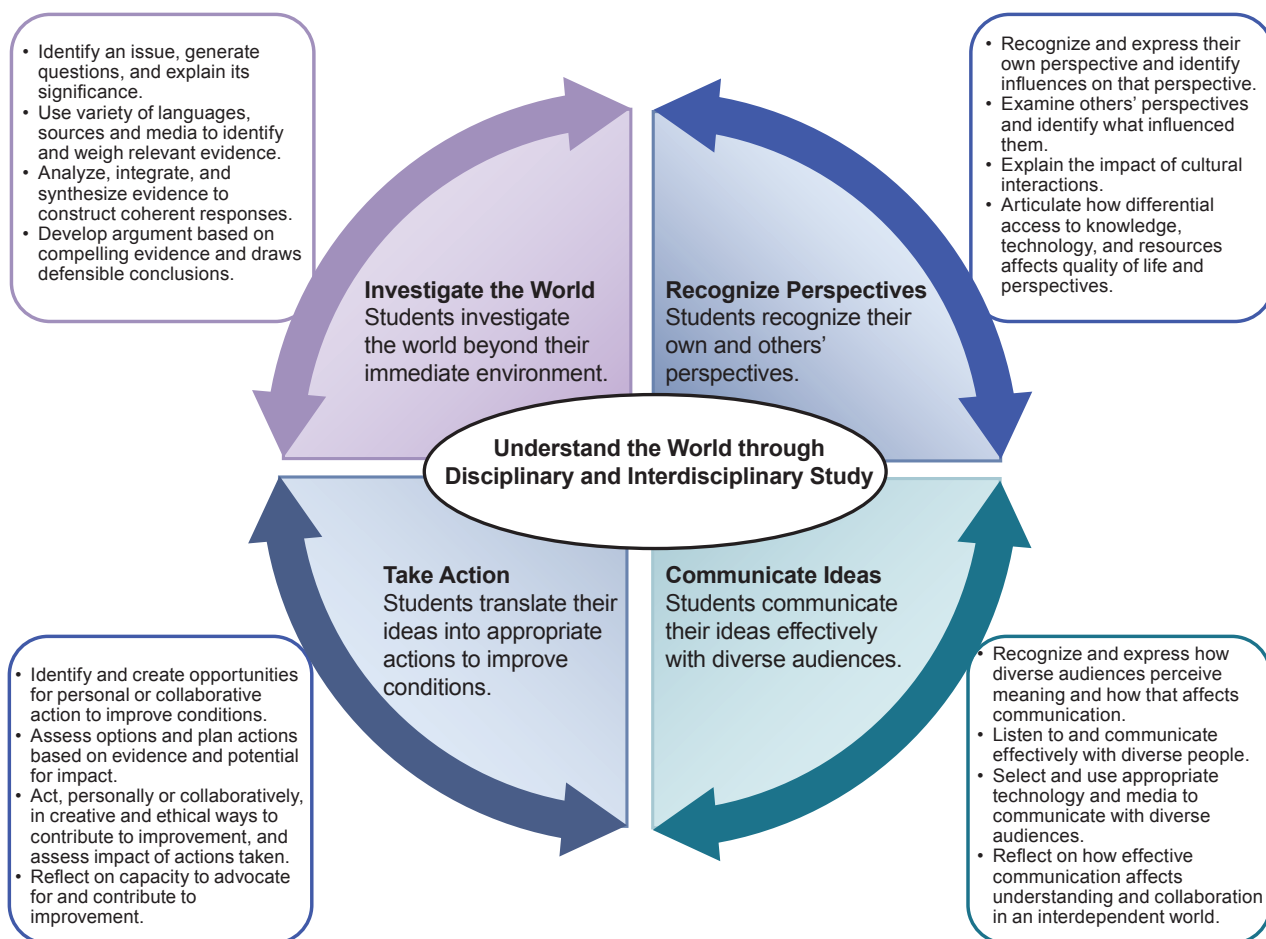 • Identify an issue, generate
questions, and explain its
significance.
• Use variety of languages,
sources and media to identify
and weigh relevant evidence.
• Analyze, integrate, and
synthesize evidence to
construct coherent responses.
• Develop argument based on
compelling evidence and draws
defensible conclusions.
• Recognize and express their
own perspective and identify
influences on that perspective.
• Examine others’ perspectives
and identify what influenced
them.
• Explain the impact of cultural
interactions.
• Articulate how differential
access to knowledge,
technology, and resources
affects quality of life and
perspectives.
Investigate the World
Students investigate
the world beyond their
immediate environment.
Recognize Perspectives
Students recognize their
own and others’
perspectives.
Understand the World through
Disciplinary and Interdisciplinary Study
Take Action
Students translate their
ideas into appropriate
actions to improve
conditions.
Communicate Ideas
Students communicate
their ideas effectively
with diverse audiences.
• Identify and create opportunities
for personal or collaborative
action to improve conditions.
• Assess options and plan actions
based on evidence and potential
for impact.
• Act, personally or collaboratively,
in creative and ethical ways to
contribute to improvement, and
assess impact of actions taken.
• Reflect on capacity to advocate
for and contribute to
improvement.
• Recognize and express how
diverse audiences perceive
meaning and how that affects
communication.
• Listen to and communicate
effectively with diverse people.
• Select and use appropriate
technology and media to
communicate with diverse
audiences.
• Reflect on how effective
communication affects
understanding and collaboration
in an interdependent world.